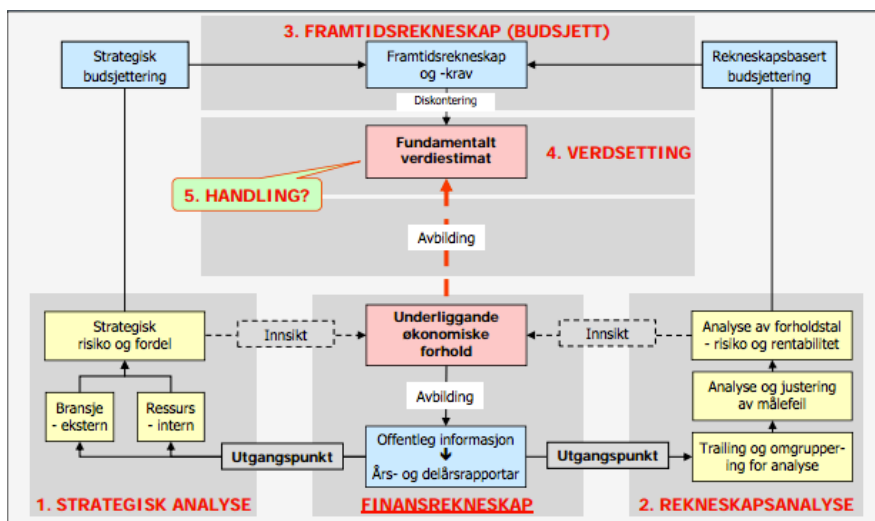 3. FRAMTIDSREKNESKAP (BUDSJETT)
Strategisk
budsjettering
Framtidsrekneskap
og -krav
Rekneskapsbasert
budsjettering
Diskontering
Fundamentalt
verdiestimat
4. VERDSETTING
5. HANDLING?
Avbilding
Strategisk
risiko og fordel
Innsikt
Underliggande
økonomiske
forhold
Innsikt
Analyse av forholdstal
- risiko og rentabilitet
Avbilding
Bransje
- ekstern
Ressurs
- intern
Analyse og justering
av målefeil
Utgangspunkt
Offentleg informasjon
Års- og delårsrapportar
Utgangspunkt
Trailing og omgrupper-
ing for analyse
1. STRATEGISK ANALYSE
FINANSREKNESKAP
2. REKNESKAPSANALYSE